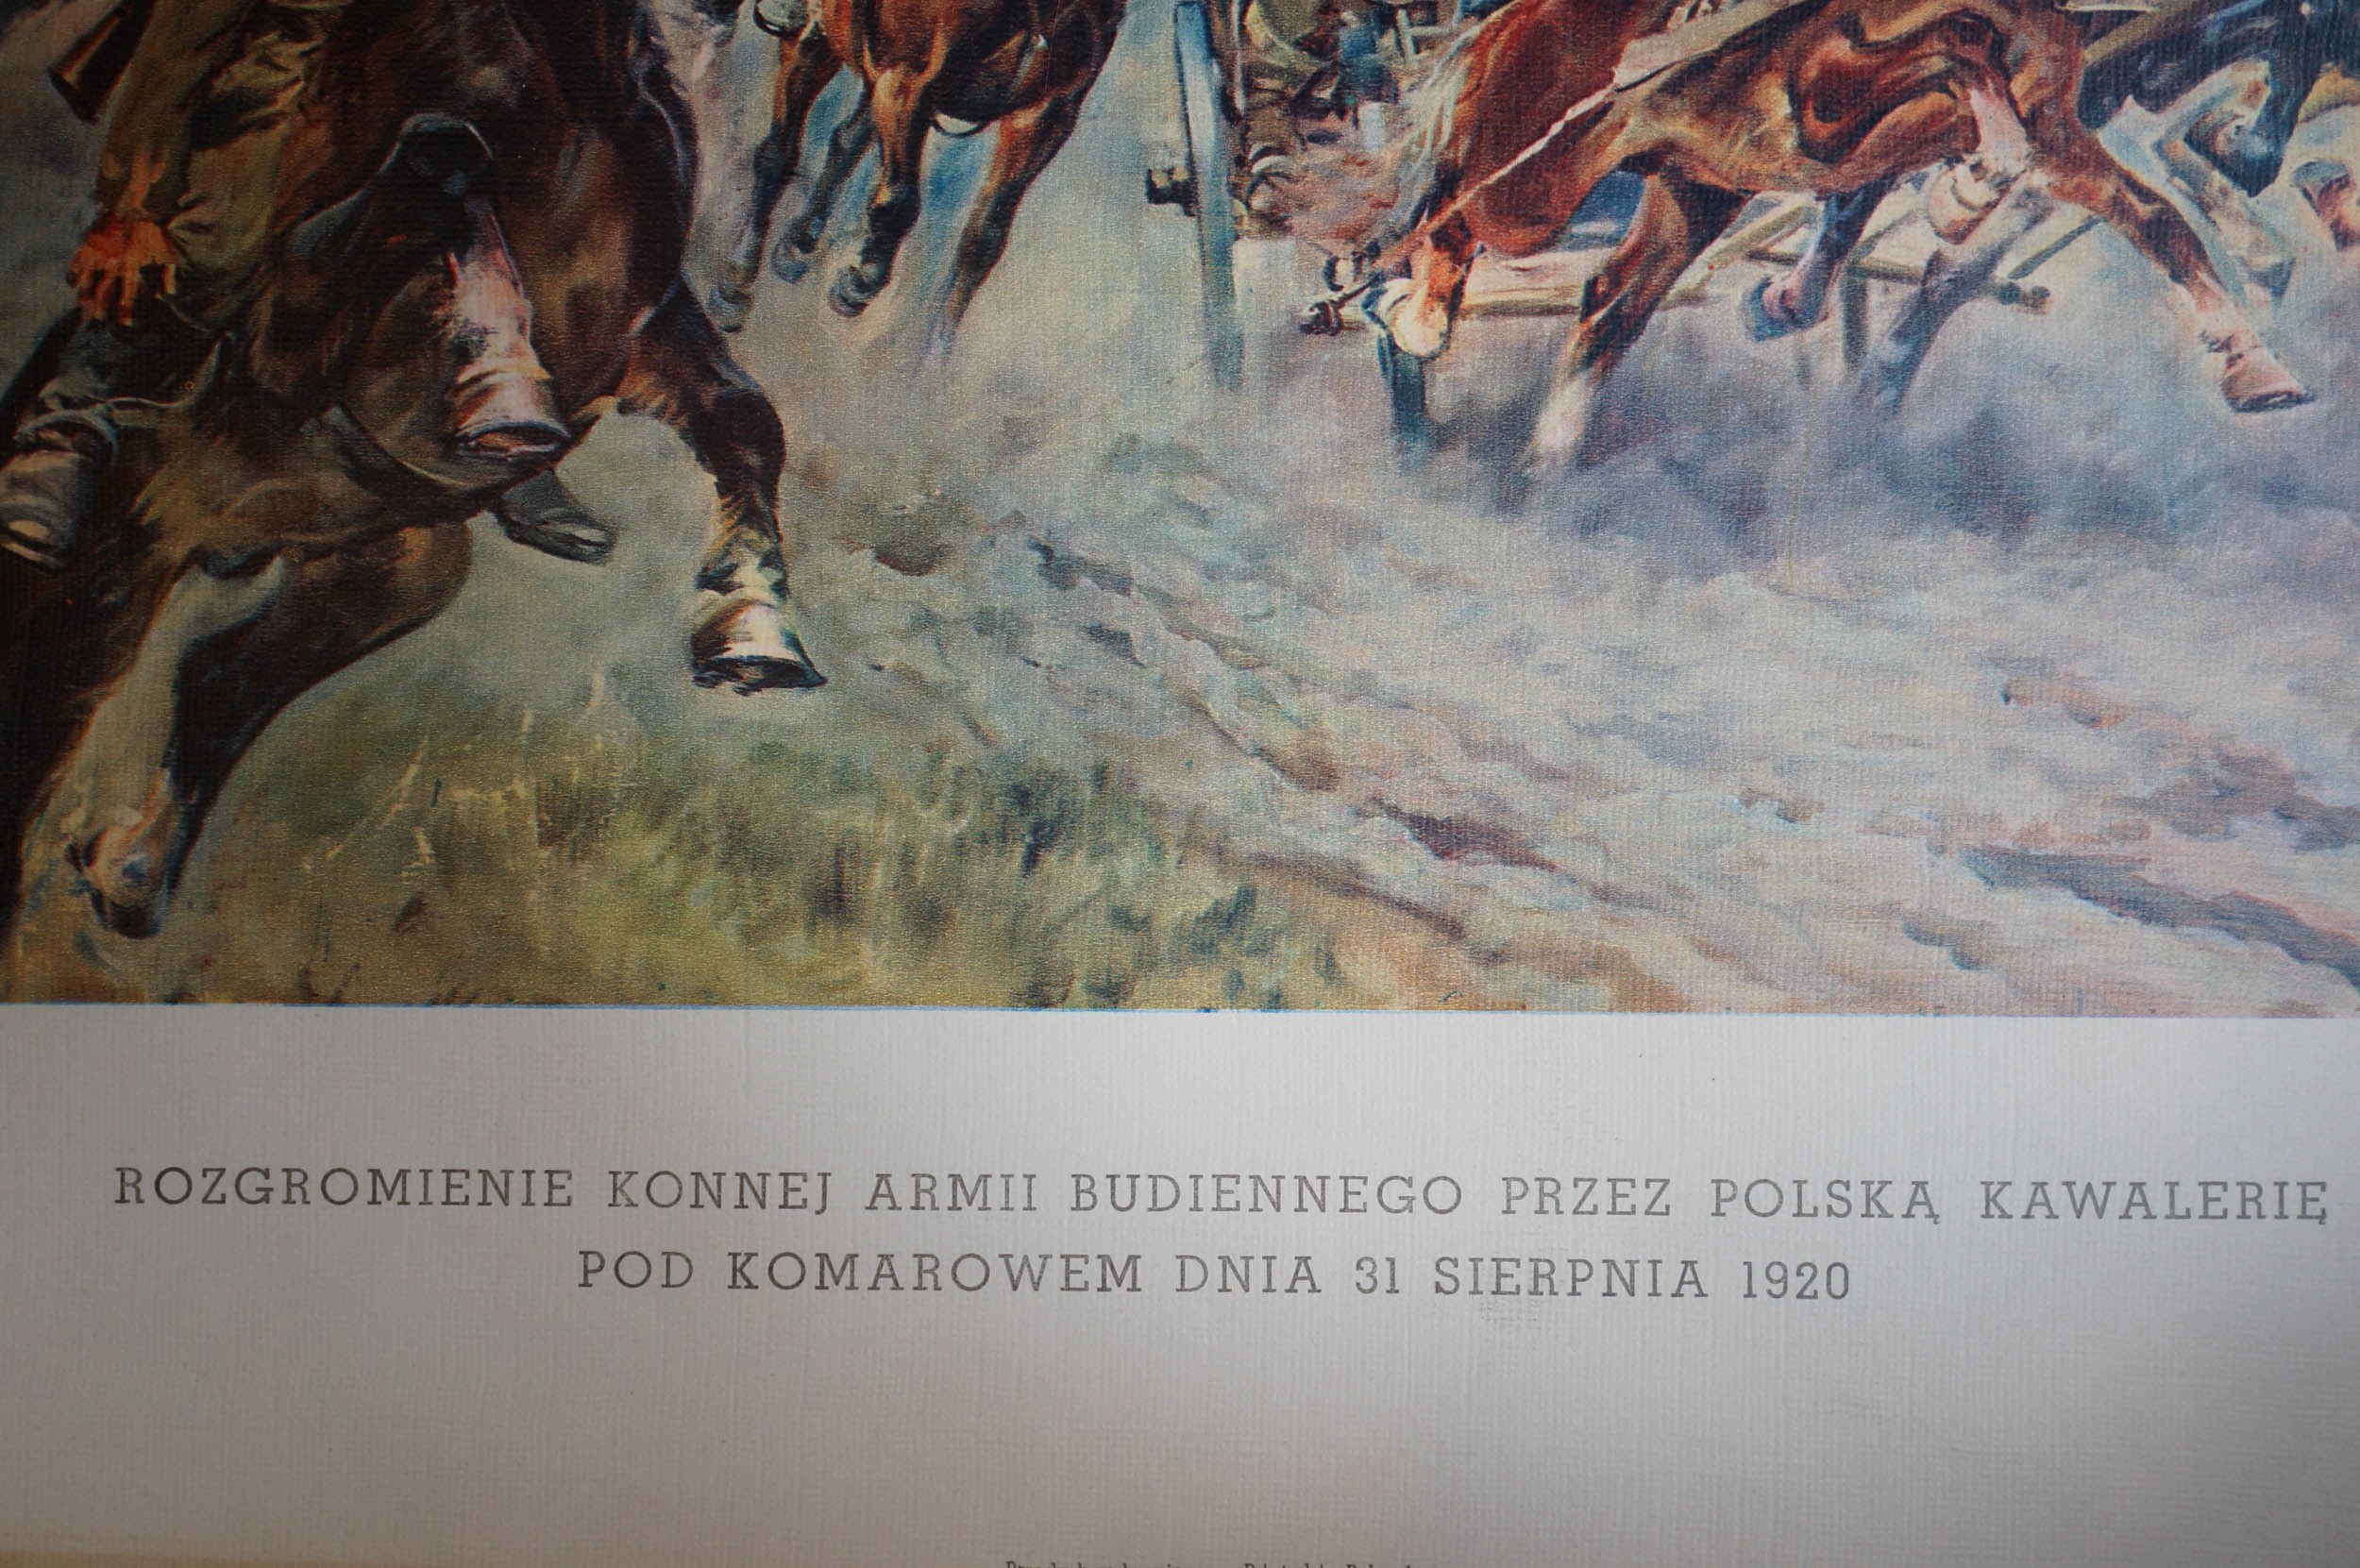 ROZGROMIENIE KONNEJ ARMII BUDIENNEGO PRZEZ POLSKĄ KAWALERIĘ
POD KOMAROWEM DNIA 31 SIERPNIA 1920